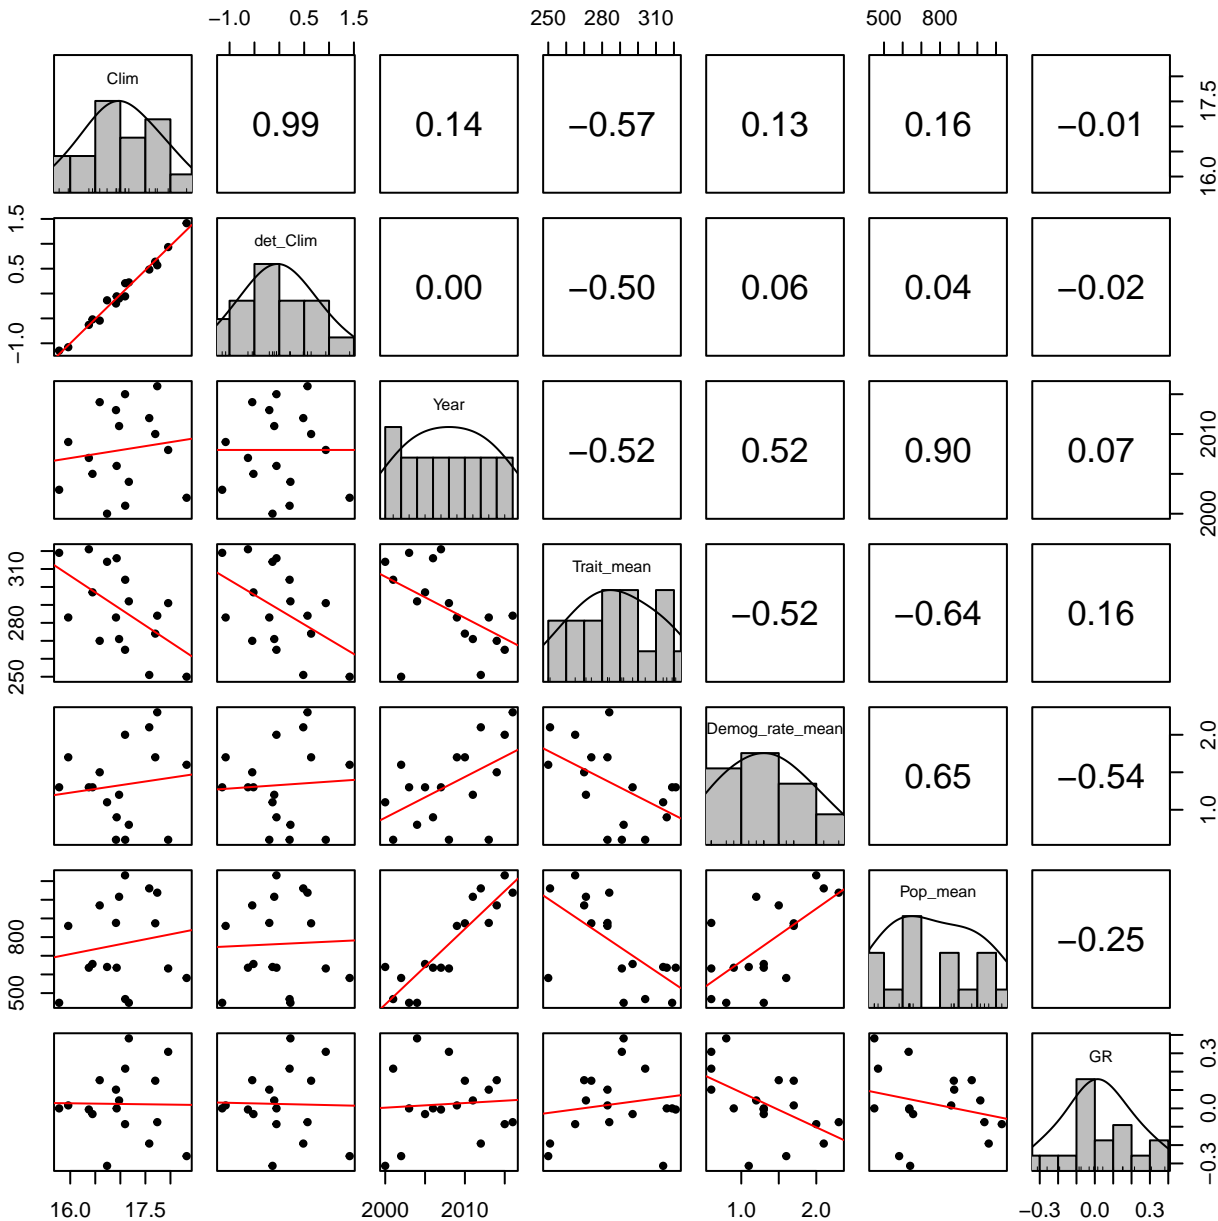 −1.0 0.5 1.5 250 280 310 500 800
Clim 0.99 0.14 −0.57 0.13 0.16 −0.01 16.0 17.5
−1.0 0.5 1.5 det_Clim 0.00 −0.50 0.06 0.04 −0.02
Year −0.52 0.52 0.90 0.07 2000 2010
250 280 310 Trait_mean −0.52 −0.64 0.16
Demog_rate_mean 0.65 −0.54 1.0 2.0
500 800 Pop_mean −0.25
GR −0.3 0.0 0.3
16.0 17.5 2000 2010 1.0 2.0 −0.3 0.0 0.3